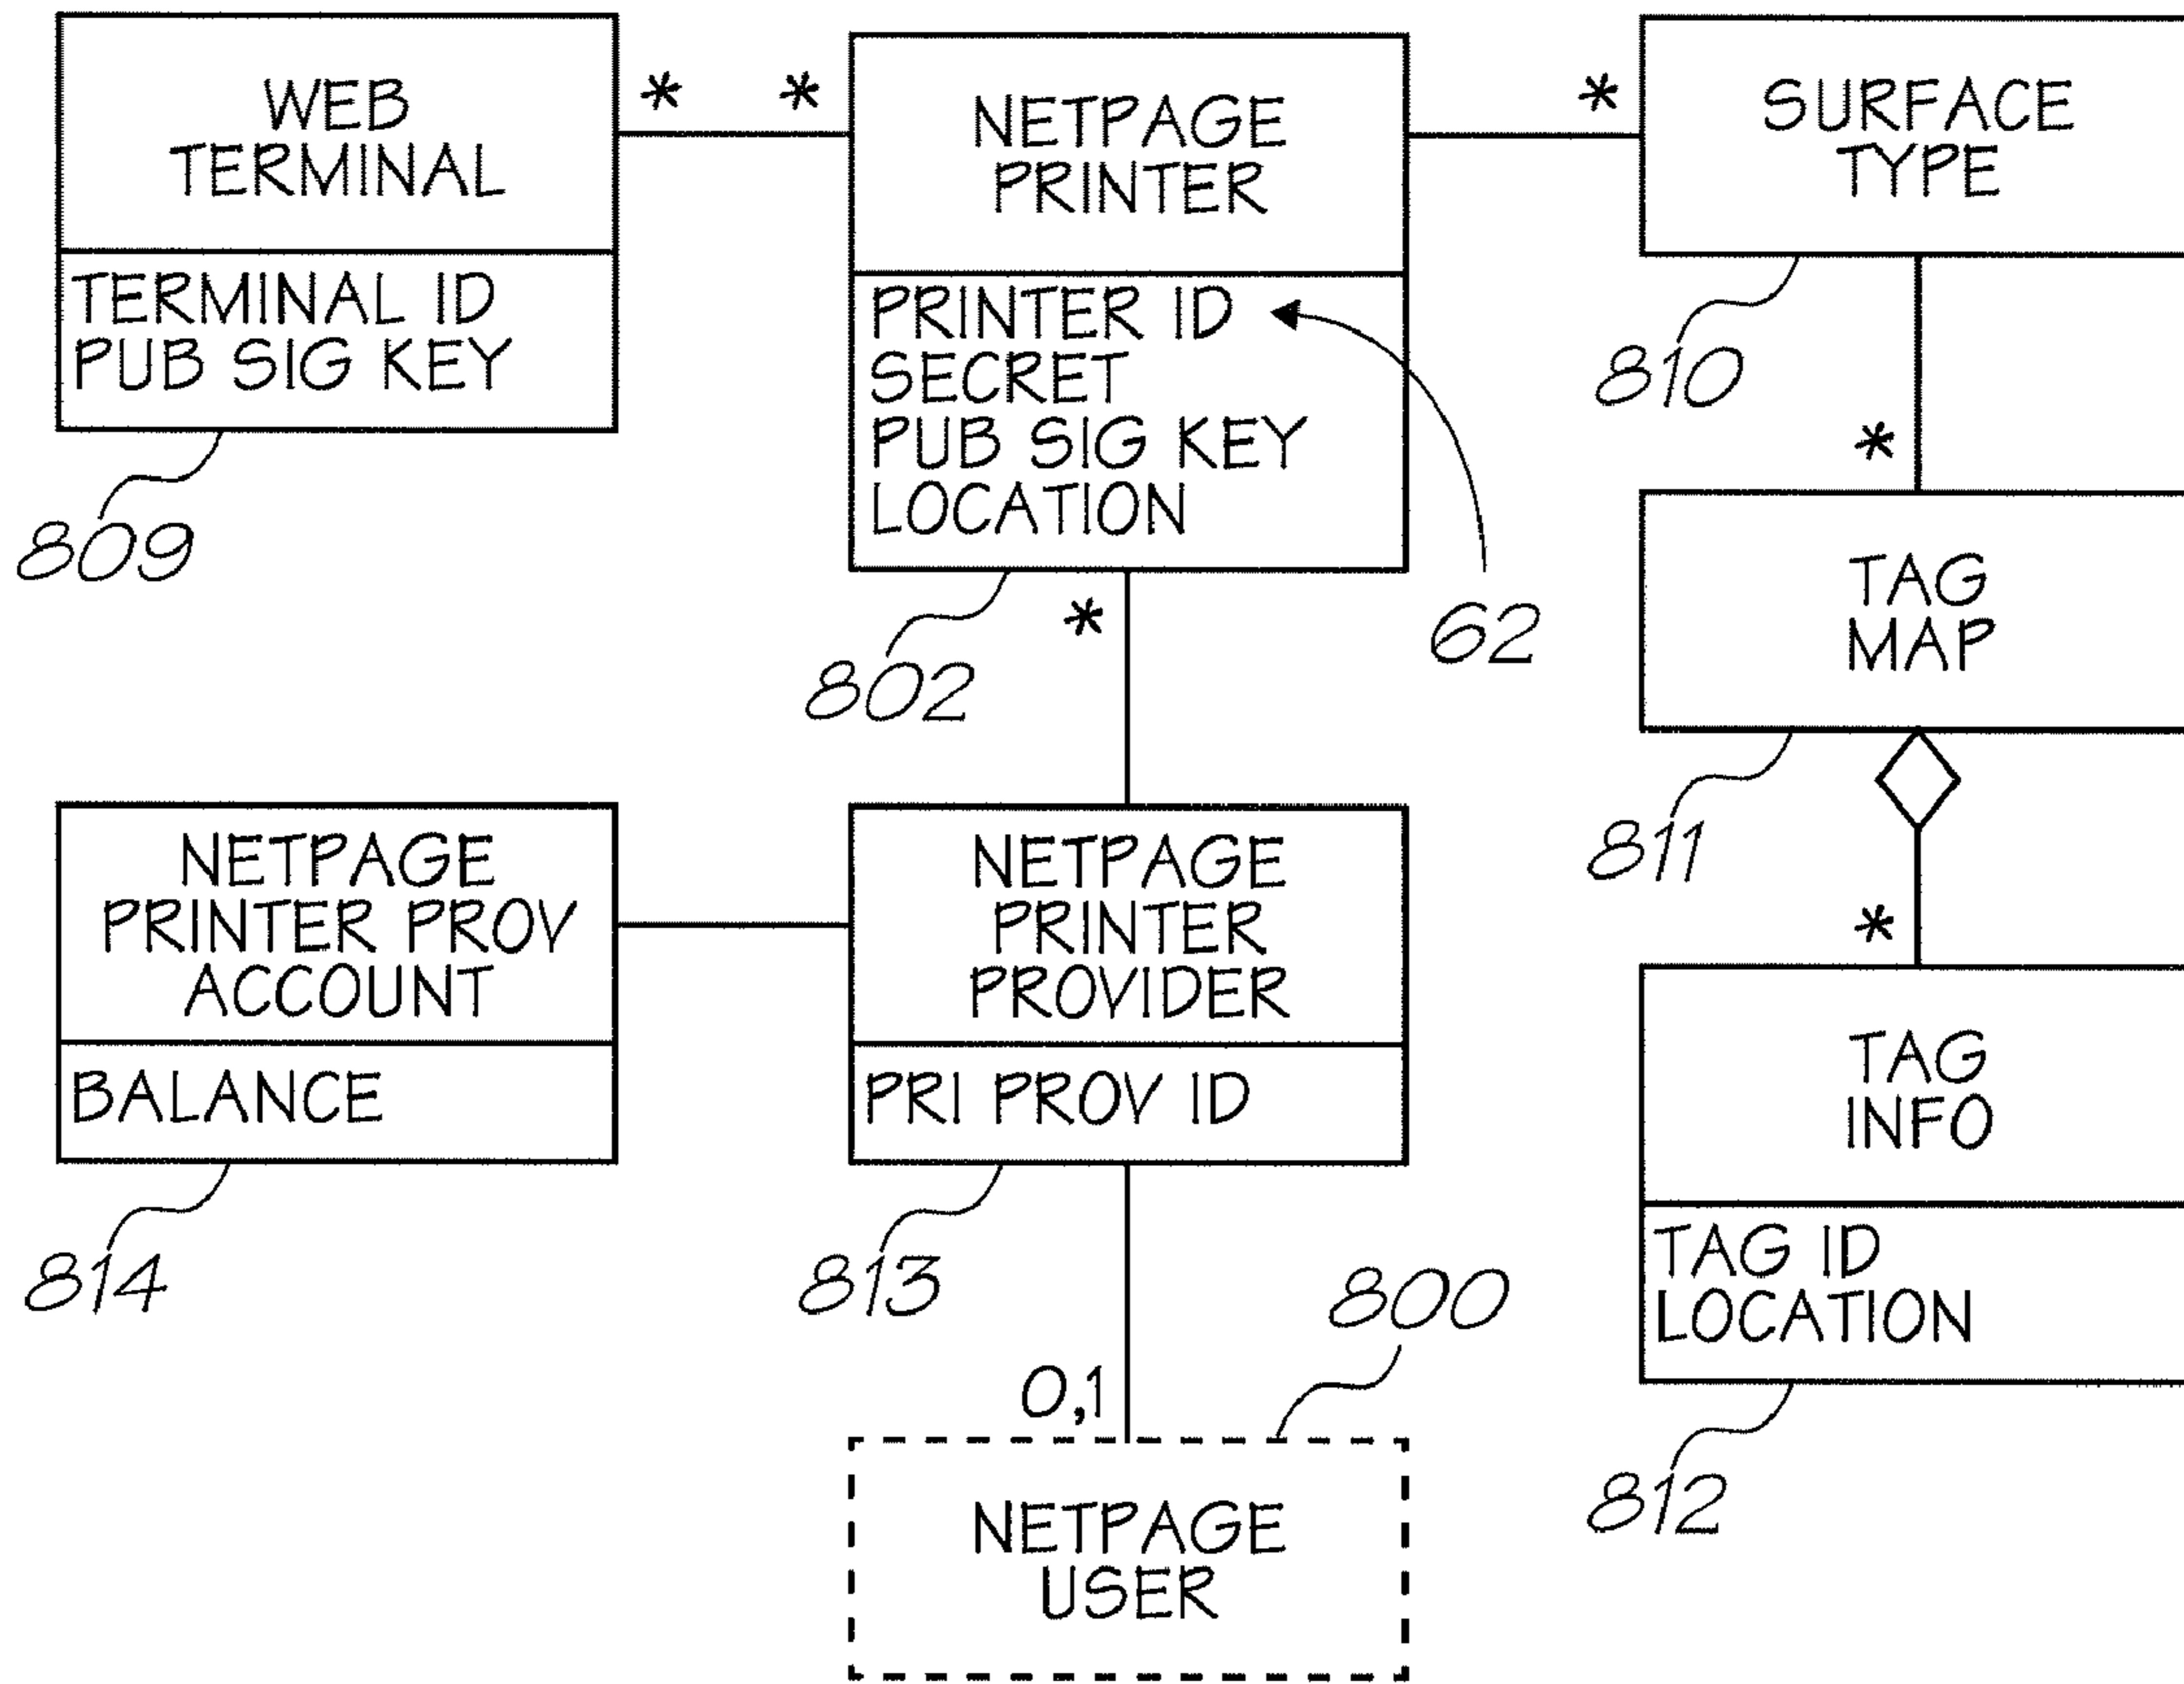 WEB
TERMINAL
TERMINAL ID
PUB SIG KEY
809
*
*
NETPAGE
PRINTER
PRINTER ID
SECRET
PUB SIG KEY
LOCATION
802
62
*
*
SURFACE
TYPE
810
*
TAG
MAP
811
*
NETPAGE
PRINTER PROV
ACCOUNT
BALANCE
814
NETPAGE
PRINTER
PROVIDER
PRI PROV ID
813
TAG
INFO
TAG ID
LOCATION
812
0,1
800
NETPAGE
USER